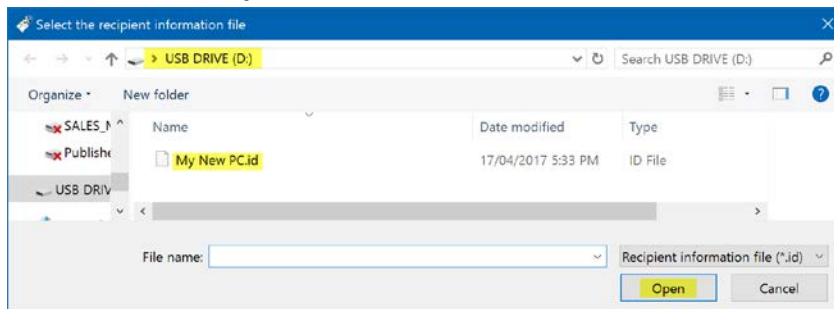 Select the recipient information file
USB DRIVE (D:)
Search USB DRIVE (D:)
Organize
New folder
Name
Date modified
Type
SALES_
Publishe
My New PC.id
17/04/2017 5:33 PM
ID File
USB DRIV
File name:
Recipient information file (*.id)
Open
Cancel